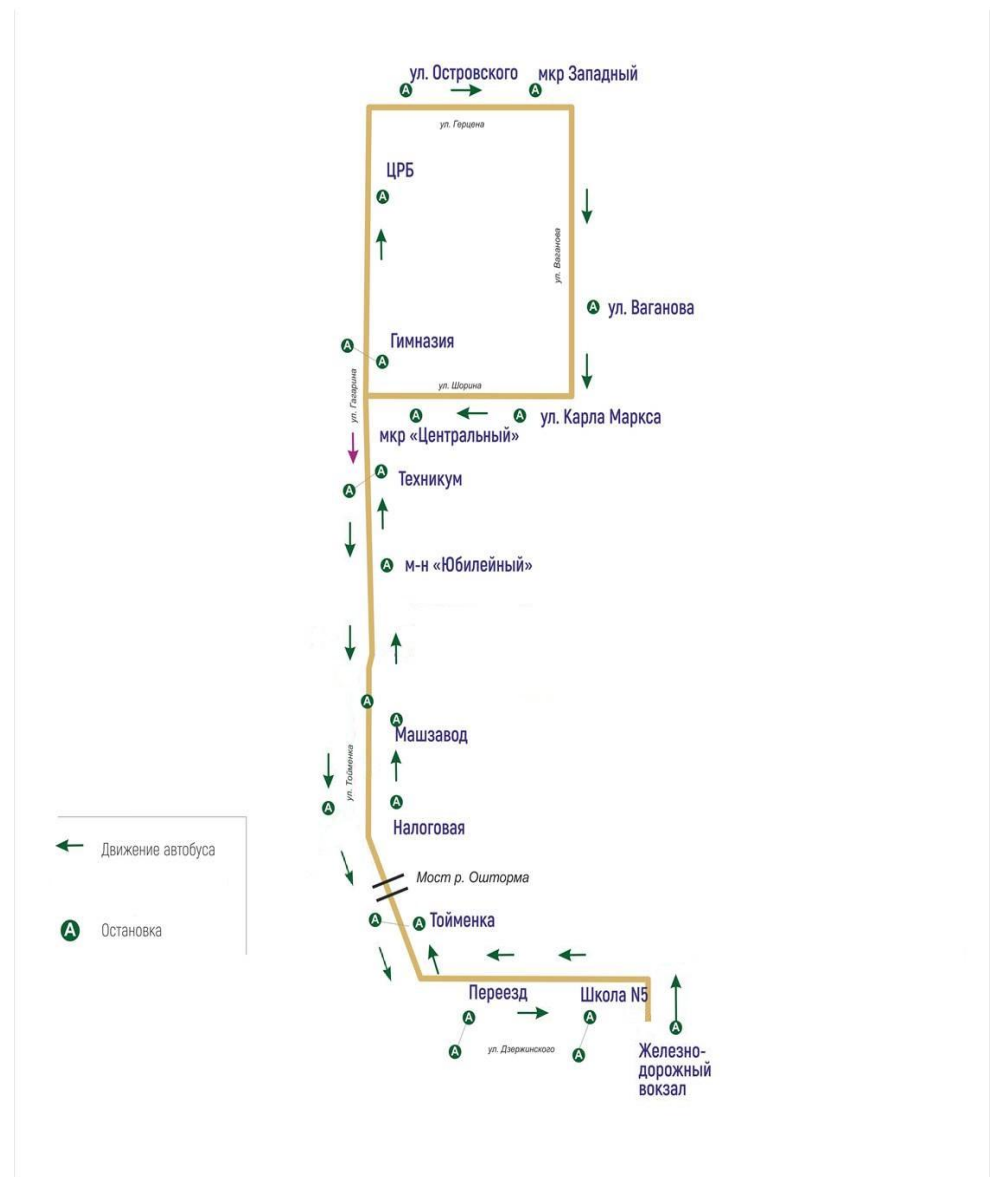 ул. Островского
мкр Западный
А
А
ул. Герцена
ЦРБ
А
ул. Ваганова
А
ул. Ваганова
Гимназия
А
А
ул. Гагарина
ул. Шорина
А
А
ул. Карла Маркса
мкр «Центральный»
А
Техникум
А
А
м-н «Юбилейный»
А
А
Машзавод
ул. Тойменка
А
А
Налоговая
Движение автобуса
Мост р. Ошторма
А
Остановка
А
А
Тойменка
Переезд
Школа N5
А
А
А
ул. Дзержинского
А
А
Железно-
дорожный
вокзал